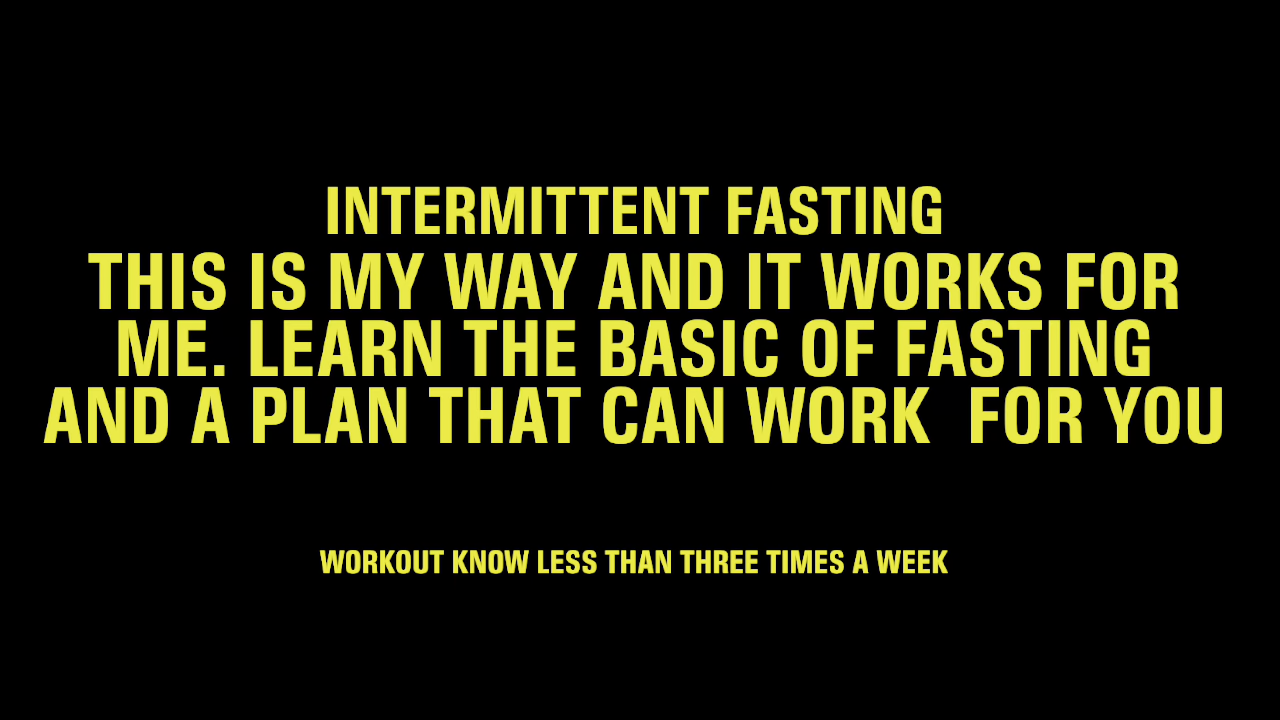 INTERMITTENT FASTING
THIS IS MY WAY AND IT WORKS FOR
ME. LEARN THE BASIC OF FASTING
AND A PLAN THAT CAN WORK  FOR YOU
WORKOUT KNOW LESS THAN THREE TIMES A WEEK